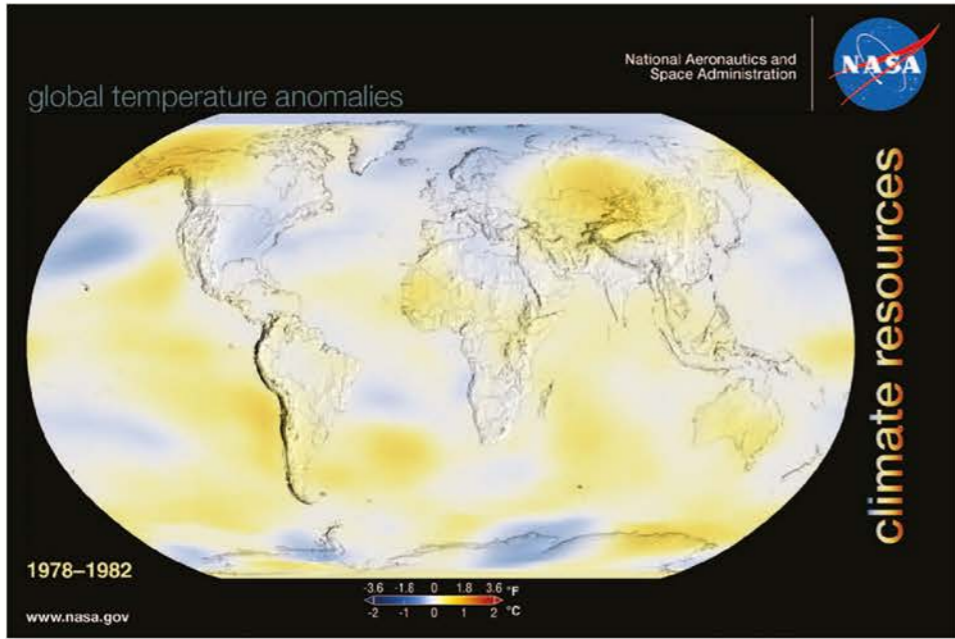 National Aeronautics and
Space Administration
NASA
global temperature anomalies
climate resources
1978–1982
-3.6 -1.8 0 1.8 3.6 °F
-2 -1 0 1 2 °C
www.nasa.gov